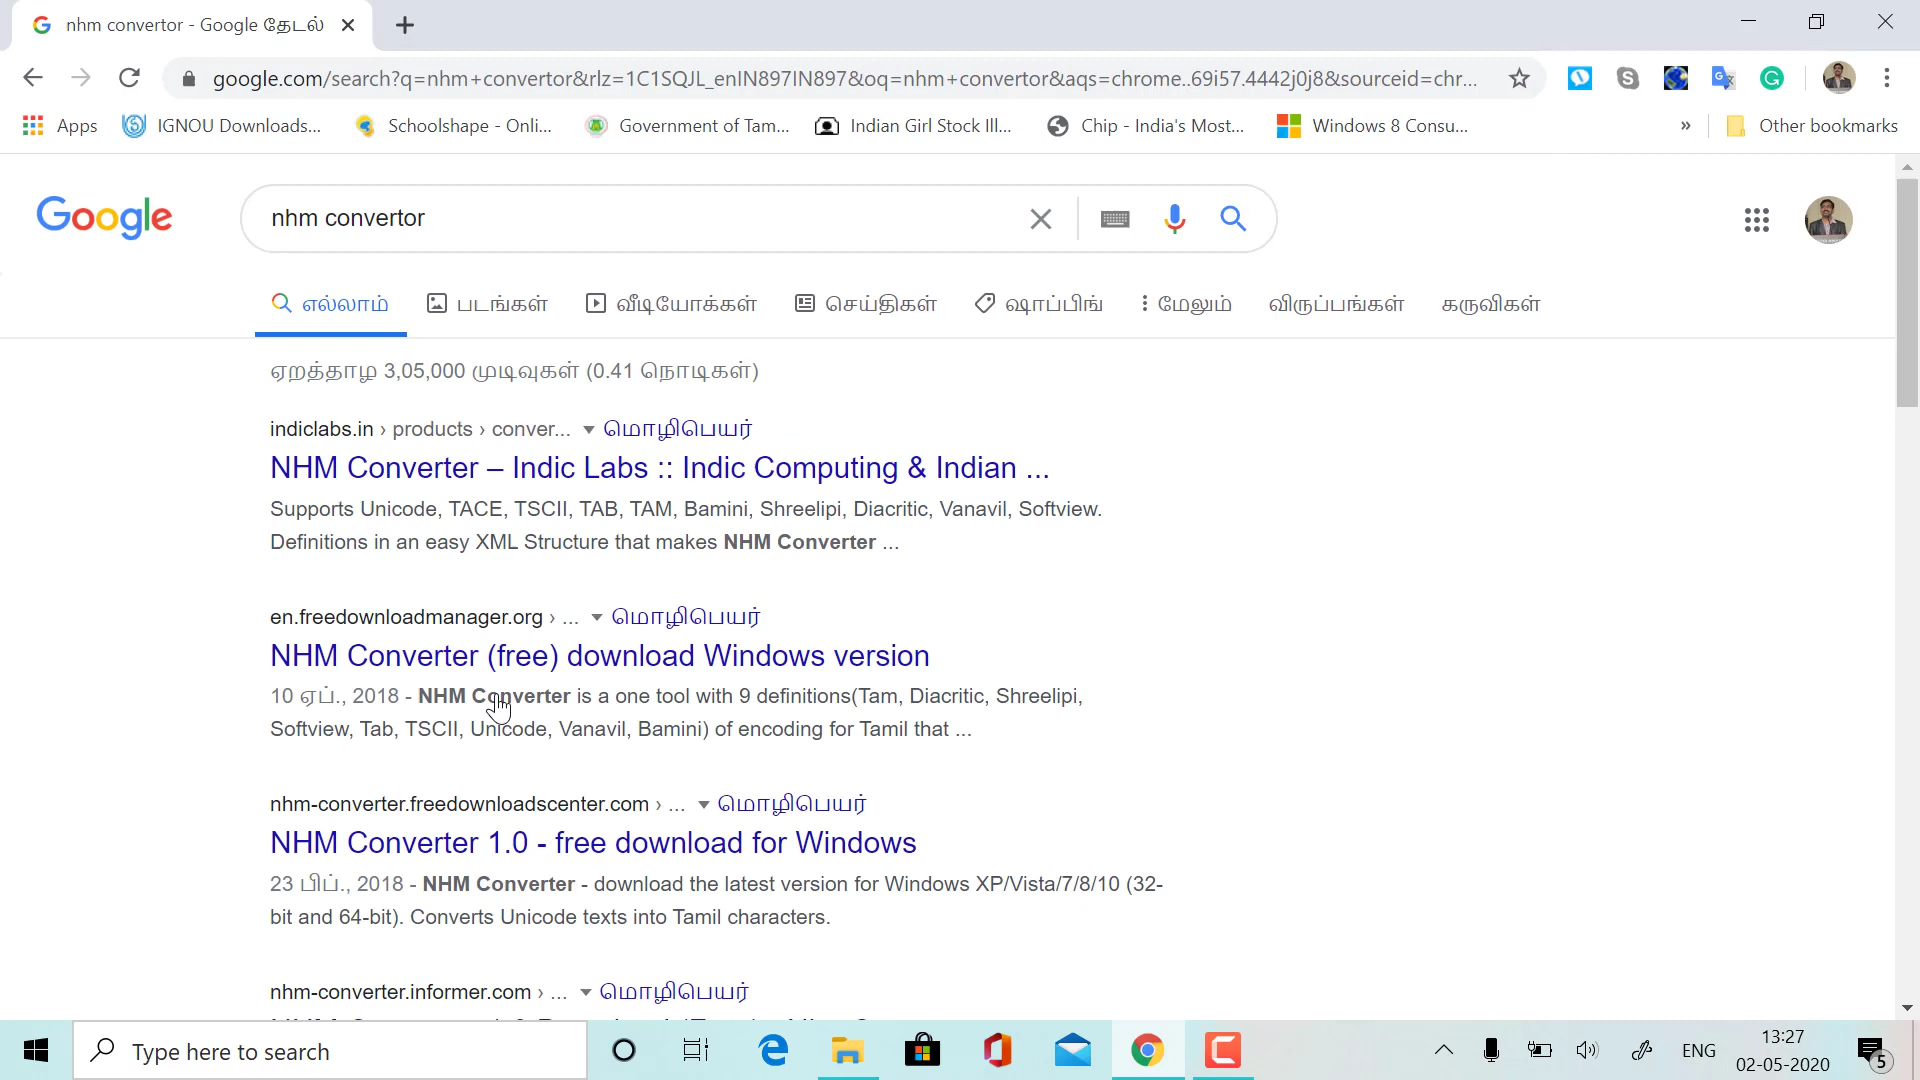 nhm convertor - Google தேடல்
google.com/search?q=nhm+convertor&rlz=1C1SQJL_enIN897IN897&oq=nhm+convertor&aqs=chrome..69i57.4442j0j8&sourceid=chr...
Apps IGNOU Downloads... Schoolshape - Onli... Government of Tam... Indian Girl Stock Ill... Chip - India's Most... Windows 8 Consu... » Other bookmarks
Google nhm convertor
எல்லாம் படங்கள் வீடியோக்கள் செய்திகள் ஷாப்பிங் மேலும் விருப்பங்கள் கருவிகள்
ஏறத்தாழ 3,05,000 முடிவுகள் (0.41 நொடிகள்)
indiclabs.in › products › conver... மொழிபெயர்
NHM Converter – Indic Labs :: Indic Computing & Indian ...
Supports Unicode, TACE, TSCII, TAB, TAM, Bamini, Shreelipi, Diacritic, Vanavil, Softview.
Definitions in an easy XML Structure that makes NHM Converter ...
en.freedownloadmanager.org › ... மொழிபெயர்
NHM Converter (free) download Windows version
10 ஏப்., 2018 - NHM Converter is a one tool with 9 definitions(Tam, Diacritic, Shreelipi,
Softview, Tab, TSCII, Unicode, Vanavil, Bamini) of encoding for Tamil that ...
nhm-converter.freedownloadscenter.com › ... மொழிபெயர்
NHM Converter 1.0 - free download for Windows
23 பிப்., 2018 - NHM Converter - download the latest version for Windows XP/Vista/7/8/10 (32-
bit and 64-bit). Converts Unicode texts into Tamil characters.
nhm-converter.informer.com › ... மொழிபெயர்
Type here to search ENG 13:27
02-05-2020 5